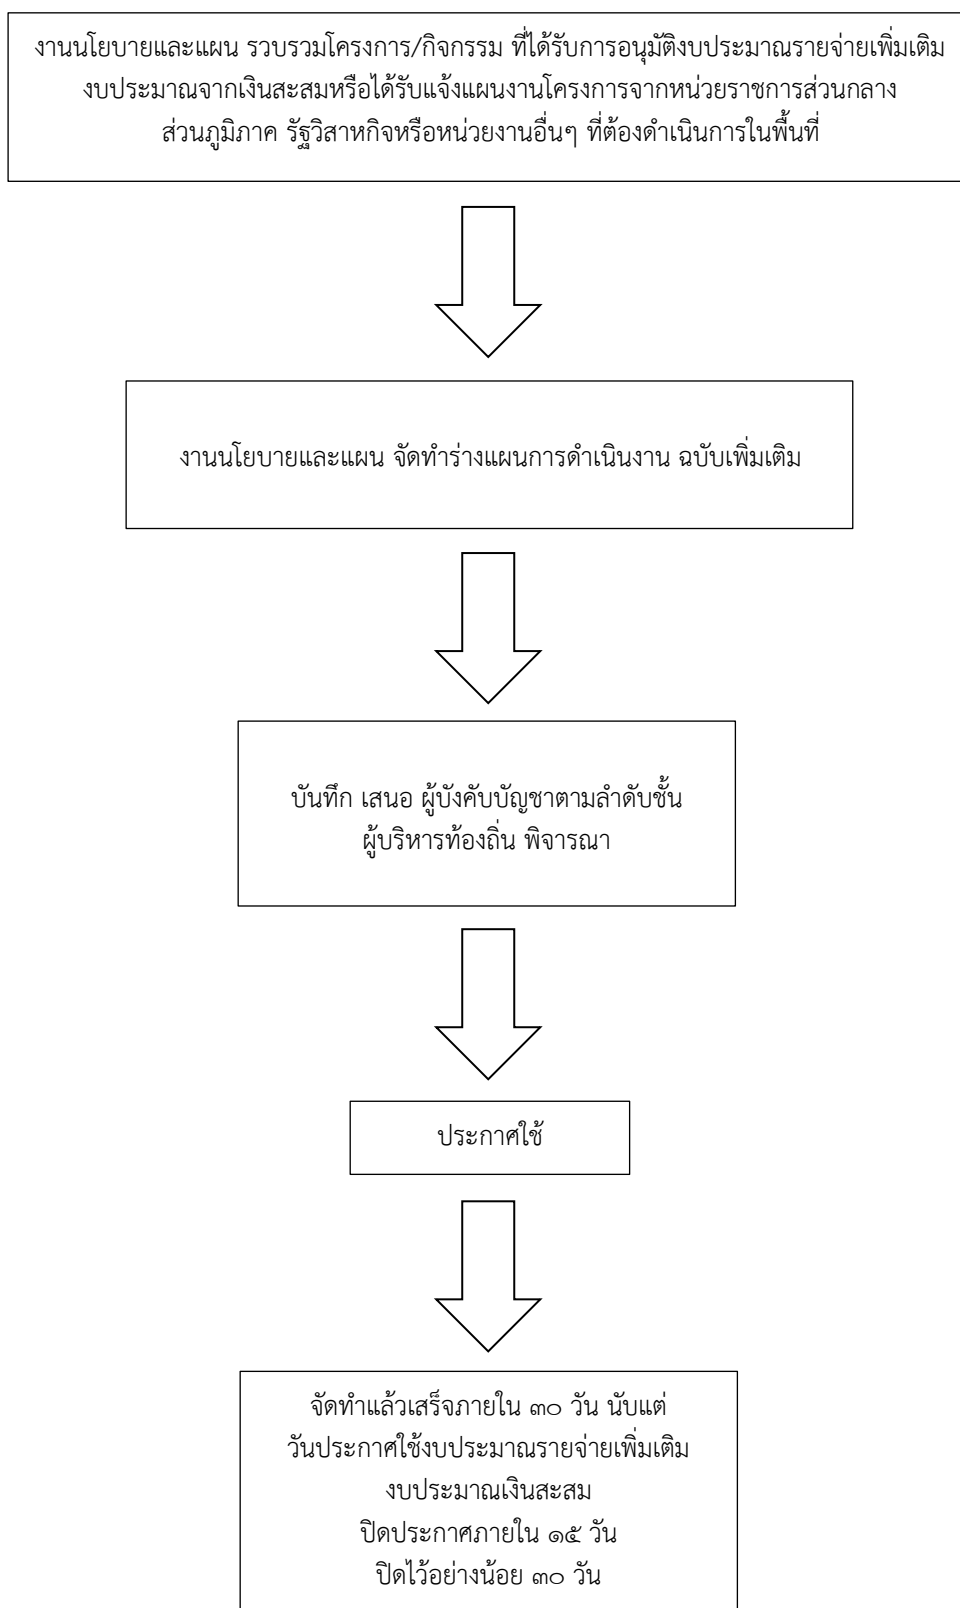 งานนโยบายและแผน รวบรวมโครงการ/กิจกรรม ที่ได้รับการอนุมัติงบประมาณรายจ่ายเพิ่มเติม
งบประมาณจากเงินสะสมหรือได้รับแจ้งแผนงานโครงการจากหน่วยราชการส่วนกลาง
ส่วนภูมิภาค รัฐวิสาหกิจหรือหน่วยงานอื่นๆ ที่ต้องดำเนินการในพื้นที่
งานนโยบายและแผน จัดทำร่างแผนการดำเนินงาน ฉบับเพิ่มเติม
บันทึก เสนอ ผู้บังคับบัญชาตามลำดับชั้น
ผู้บริหารท้องถิ่น พิจารณา
ประกาศใช้
จัดทำแล้วเสร็จภายใน ๓๐ วัน นับแต่
วันประกาศใช้งบประมาณรายจ่ายเพิ่มเติม
งบประมาณเงินสะสม
ปิดประกาศภายใน ๑๕ วัน
ปิดไว้อย่างน้อย ๓๐ วัน